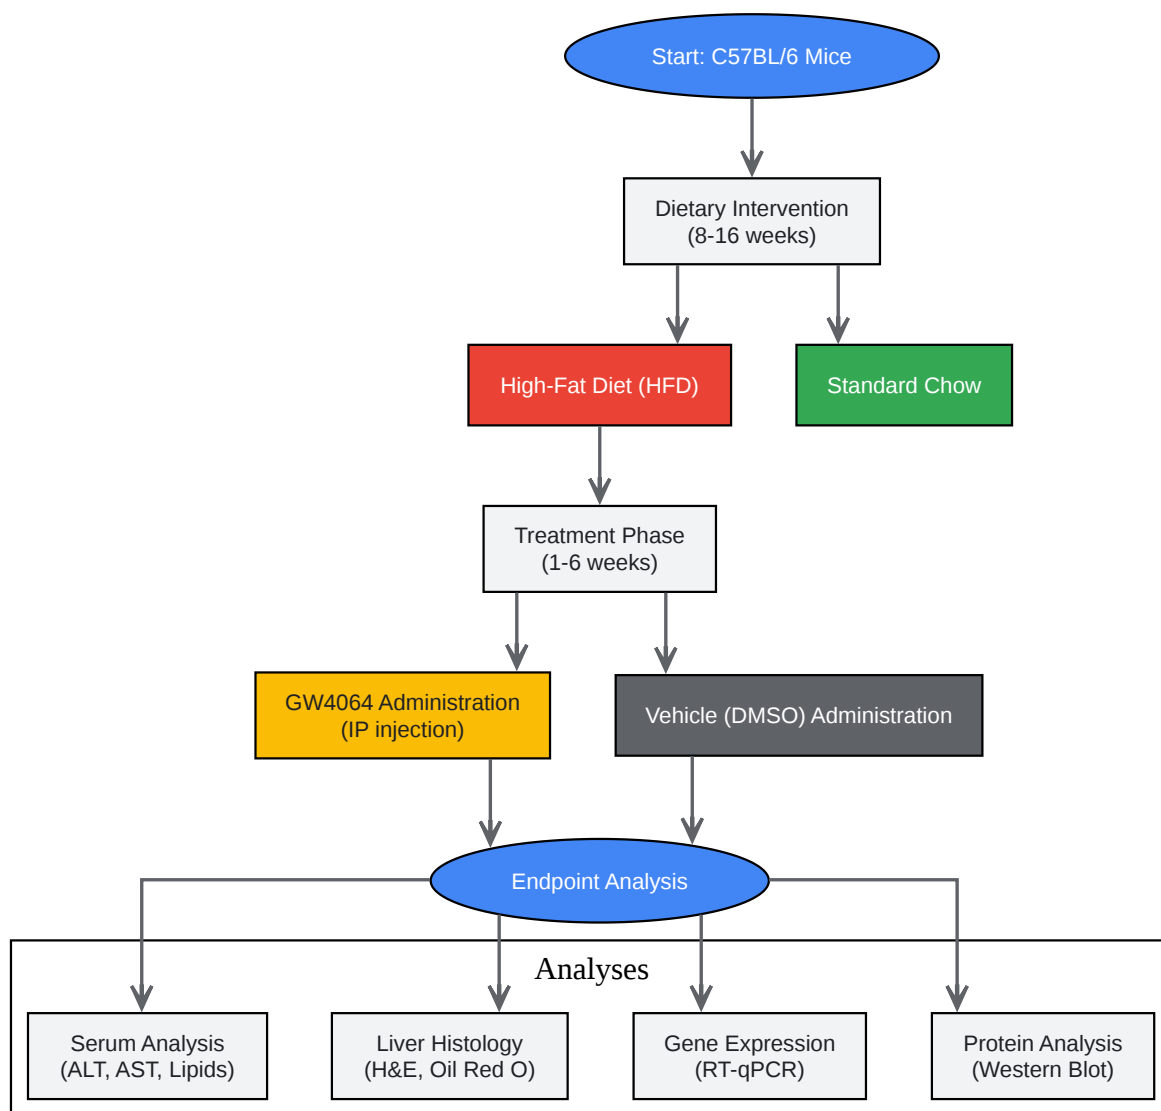 Start: C57BL/6 Mice
Dietary Intervention
(8-16 weeks)
High-Fat Diet (HFD)
Standard Chow
Treatment Phase
(1-6 weeks)
GW4064 Administration
(IP injection)
Vehicle (DMSO) Administration
Endpoint Analysis
Analyses
Serum Analysis
(ALT, AST, Lipids)
Liver Histology
(H&E, Oil Red O)
Gene Expression
(RT-qPCR)
Protein Analysis
(Western Blot)